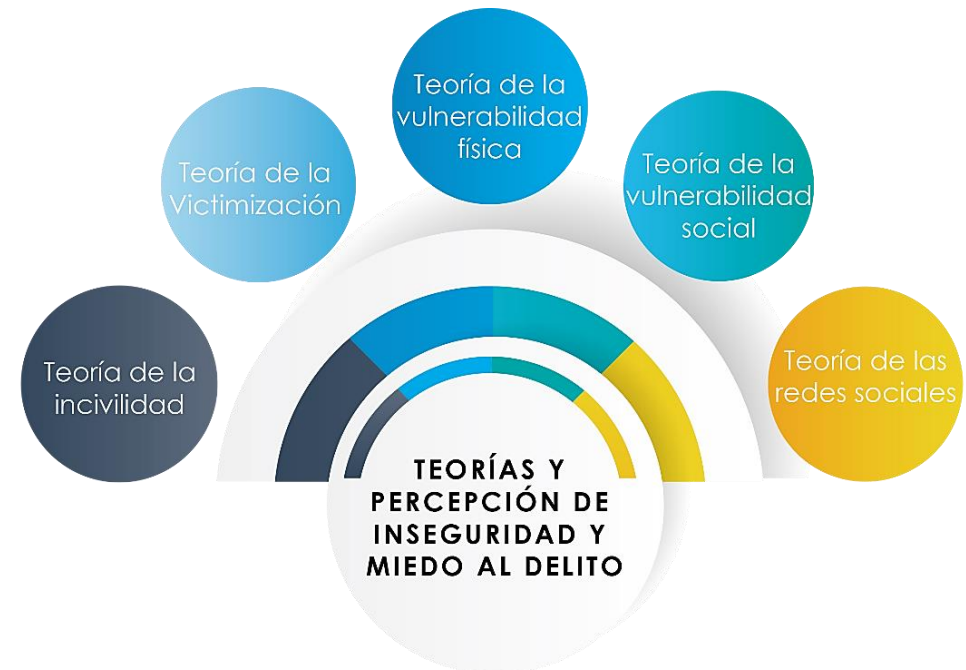 Teoría de la
incivilidad
Teoría de la
Victimización
Teoría de la
vulnerabilidad
física
Teoría de la
vulnerabilidad
social
Teoría de las
redes sociales
TEORÍAS Y
PERCEPCIÓN DE
INSEGURIDAD Y
MIEDO AL DELITO